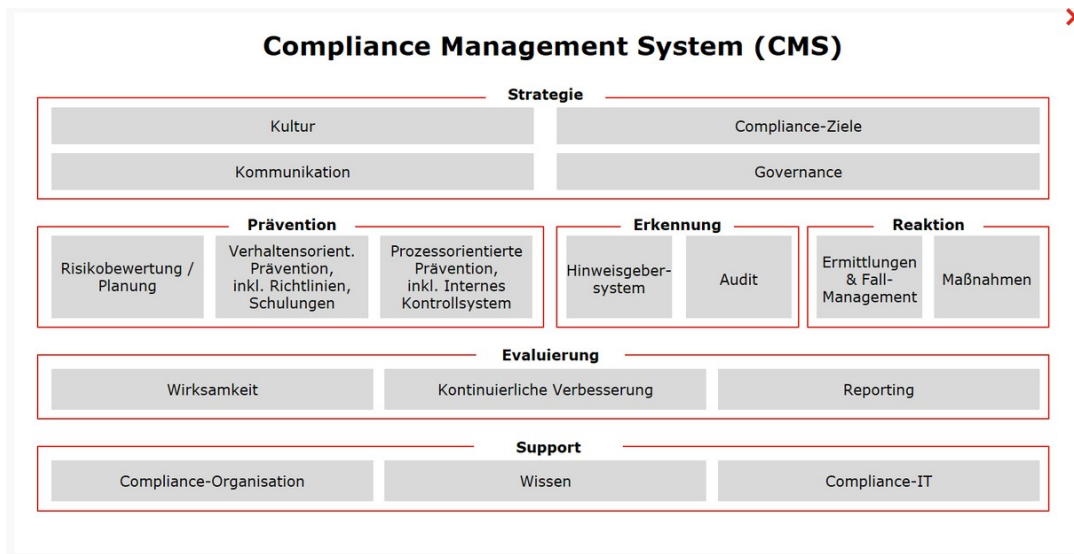 Compliance Management System (CMS)
Strategie
Kultur
Compliance-Ziele
Kommunikation
Governance
Prävention
Risikobewertung /
Planung
Verhaltensorient.
Prävention,
inkl. Richtlinien,
Schulungen
Prozessorientierte
Prävention,
inkl. Internes
Kontrollsystem
Erkennung
Hinweisgeber-
system
Audit
Reaktion
Ermittlungen
& Fall-
Management
Maßnahmen
Evaluierung
Wirksamkeit
Kontinuierliche Verbesserung
Reporting
Support
Compliance-Organisation
Wissen
Compliance-IT